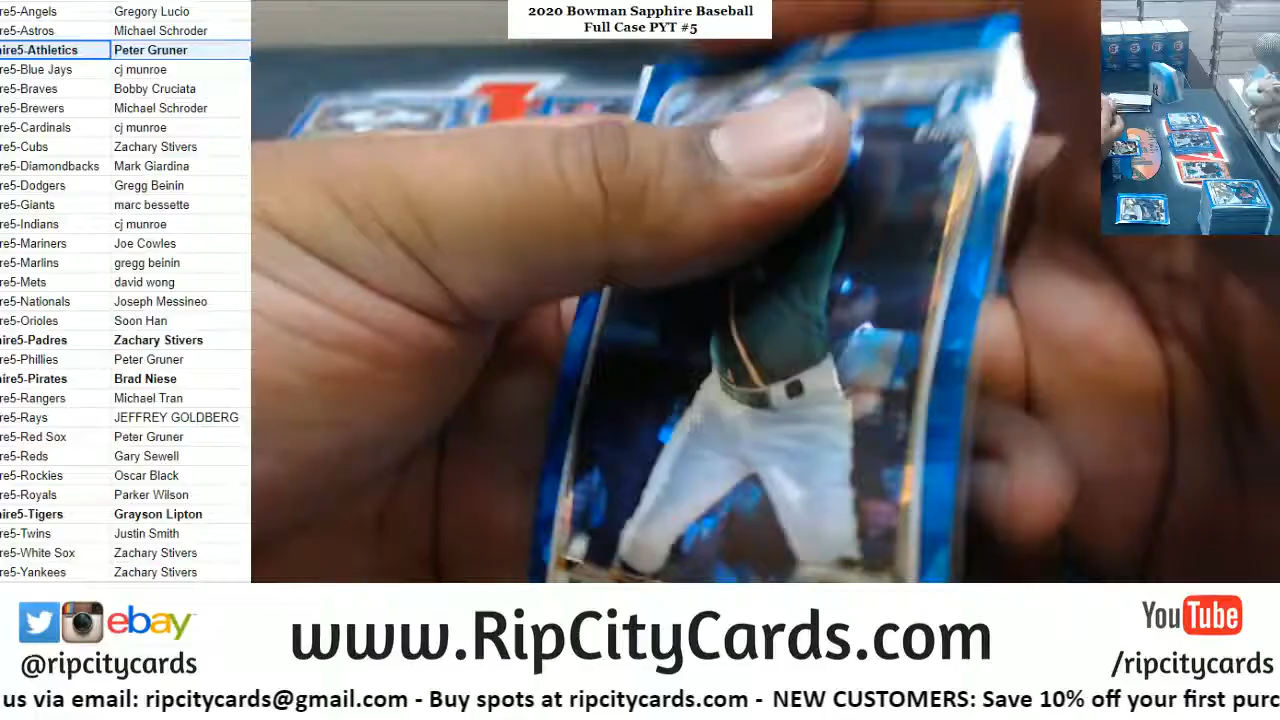 2020 Bowman Sapphire Baseball
Full Case PYT #5
ire5-Angels Gregory Lucio
re5-Astros Michael Schroder
ire5-Athletics Peter Gruner
re5-Blue Jays cj munroe
re5-Braves Bobby Cruciata
re5-Brewers Michael Schroder
re5-Cardinals cj munroe
re5-Cubs Zachary Stivers
re5-Diamondbacks Mark Giardina
re5-Dodgers Gregg Beinin
re5-Giants marc bessette
re5-Indians cj munroe
re5-Mariners Joe Cowles
re5-Marlins gregg beinin
re5-Mets david wong
re5-Nationals Joseph Messineo
re5-Orioles Soon Han
ire5-Padres Zachary Stivers
re5-Phillies Peter Gruner
ire5-Pirates Brad Niese
re5-Rangers Michael Tran
re5-Rays JEFFREY GOLDBERG
re5-Red Sox Peter Gruner
re5-Reds Gary Sewell
re5-Rockies Oscar Black
re5-Royals Parker Wilson
ire5-Tigers Grayson Lipton
re5-Twins Justin Smith
re5-White Sox Zachary Stivers
re5-Yankees Zachary Stivers
ebay
@ripcitycards
www.RipCityCards.com
YouTube
/ripcitycards
us via email: ripcitycards@gmail.com - Buy spots at ripcitycards.com - NEW CUSTOMERS: Save 10% off your first purc